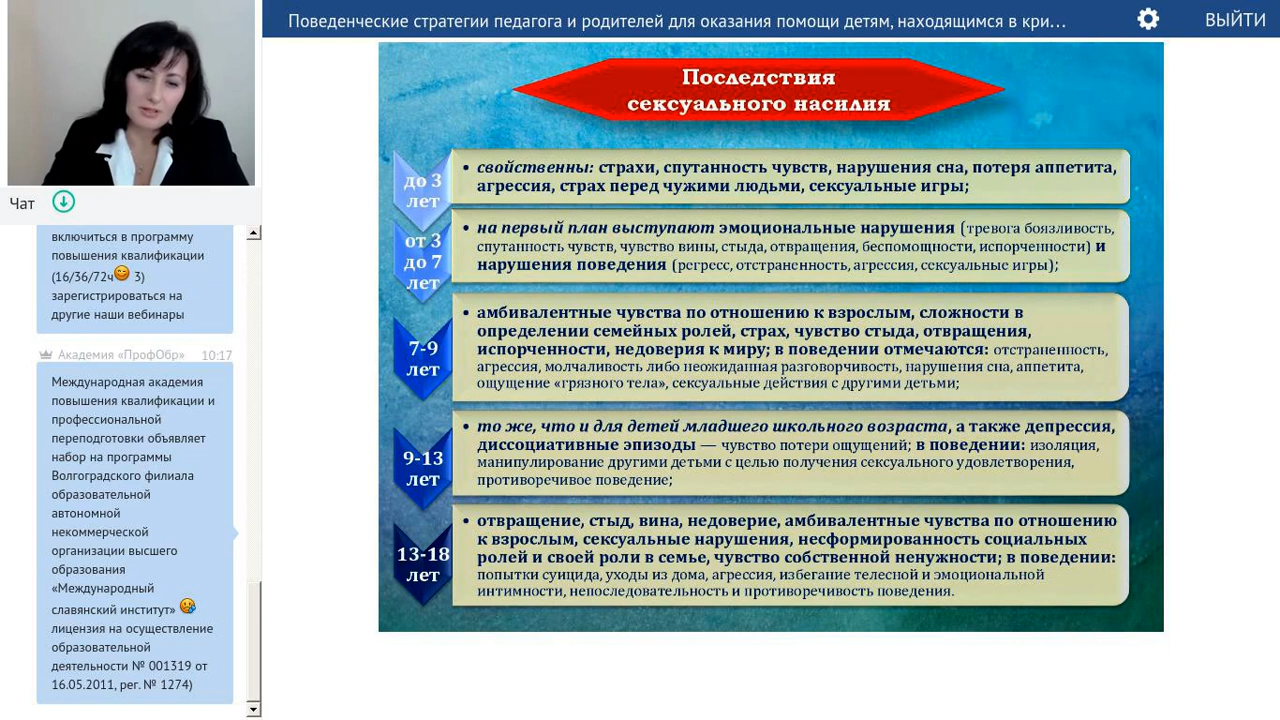 Поведенческие стратегии педагога и родителей для оказания помощи детям, находящимся в кри...
ВЫЙТИ
Чат
включиться в программу
повышения квалификации
(16/36/72ч 3)
зарегистрироваться на
другие наши вебинары
Академия «ПрофОбр» 10:17
Международная академия
повышения квалификации и
профессиональной
переподготовки объявляет
набор на программы
Волгоградского филиала
образовательной
автономной
некоммерческой
организации высшего
образования
«Международный
славянский институт»
лицензия на осуществление
образовательной
деятельности № 001319 от
16.05.2011, рег. № 1274)
Последствия
сексуального насилия
до 3
лет
• свойственны: страхи, спутанность чувств, нарушения сна, потеря аппетита,
агрессия, страх перед чужими людьми, сексуальные игры;
от 3
до 7
лет
• на первый план выступают эмоциональные нарушения (тревога боязливость,
спутанность чувств, чувство вины, стыда, отвращения, беспомощности, испорченности) и
нарушения поведения (регресс, отстраненность, агрессия, сексуальные игры);
7-9
лет
• амбивалентные чувства по отношению к взрослым, сложности в
определении семейных ролей, страх, чувство стыда, отвращения,
испорченности, недоверия к миру; в поведении отмечаются: отстраненность,
агрессия, молчаливость либо неожиданная разговорчивость, нарушения сна, аппетита,
ощущение «грязного тела», сексуальные действия с другими детьми;
9-13
лет
• то же, что и для детей младшего школьного возраста, а также депрессия,
диссоциативные эпизоды — чувство потери ощущений; в поведении: изоляция,
манипулирование другими детьми с целью получения сексуального удовлетворения,
противоречивое поведение;
13-18
лет
• отвращение, стыд, вина, недоверие, амбивалентные чувства по отношению
к взрослым, сексуальные нарушения, несформированность социальных
ролей и своей роли в семье, чувство собственной ненужности; в поведении:
попытки суицида, уходы из дома, агрессия, избегание телесной и эмоциональной
интимности, непоследовательность и противоречивость поведения.